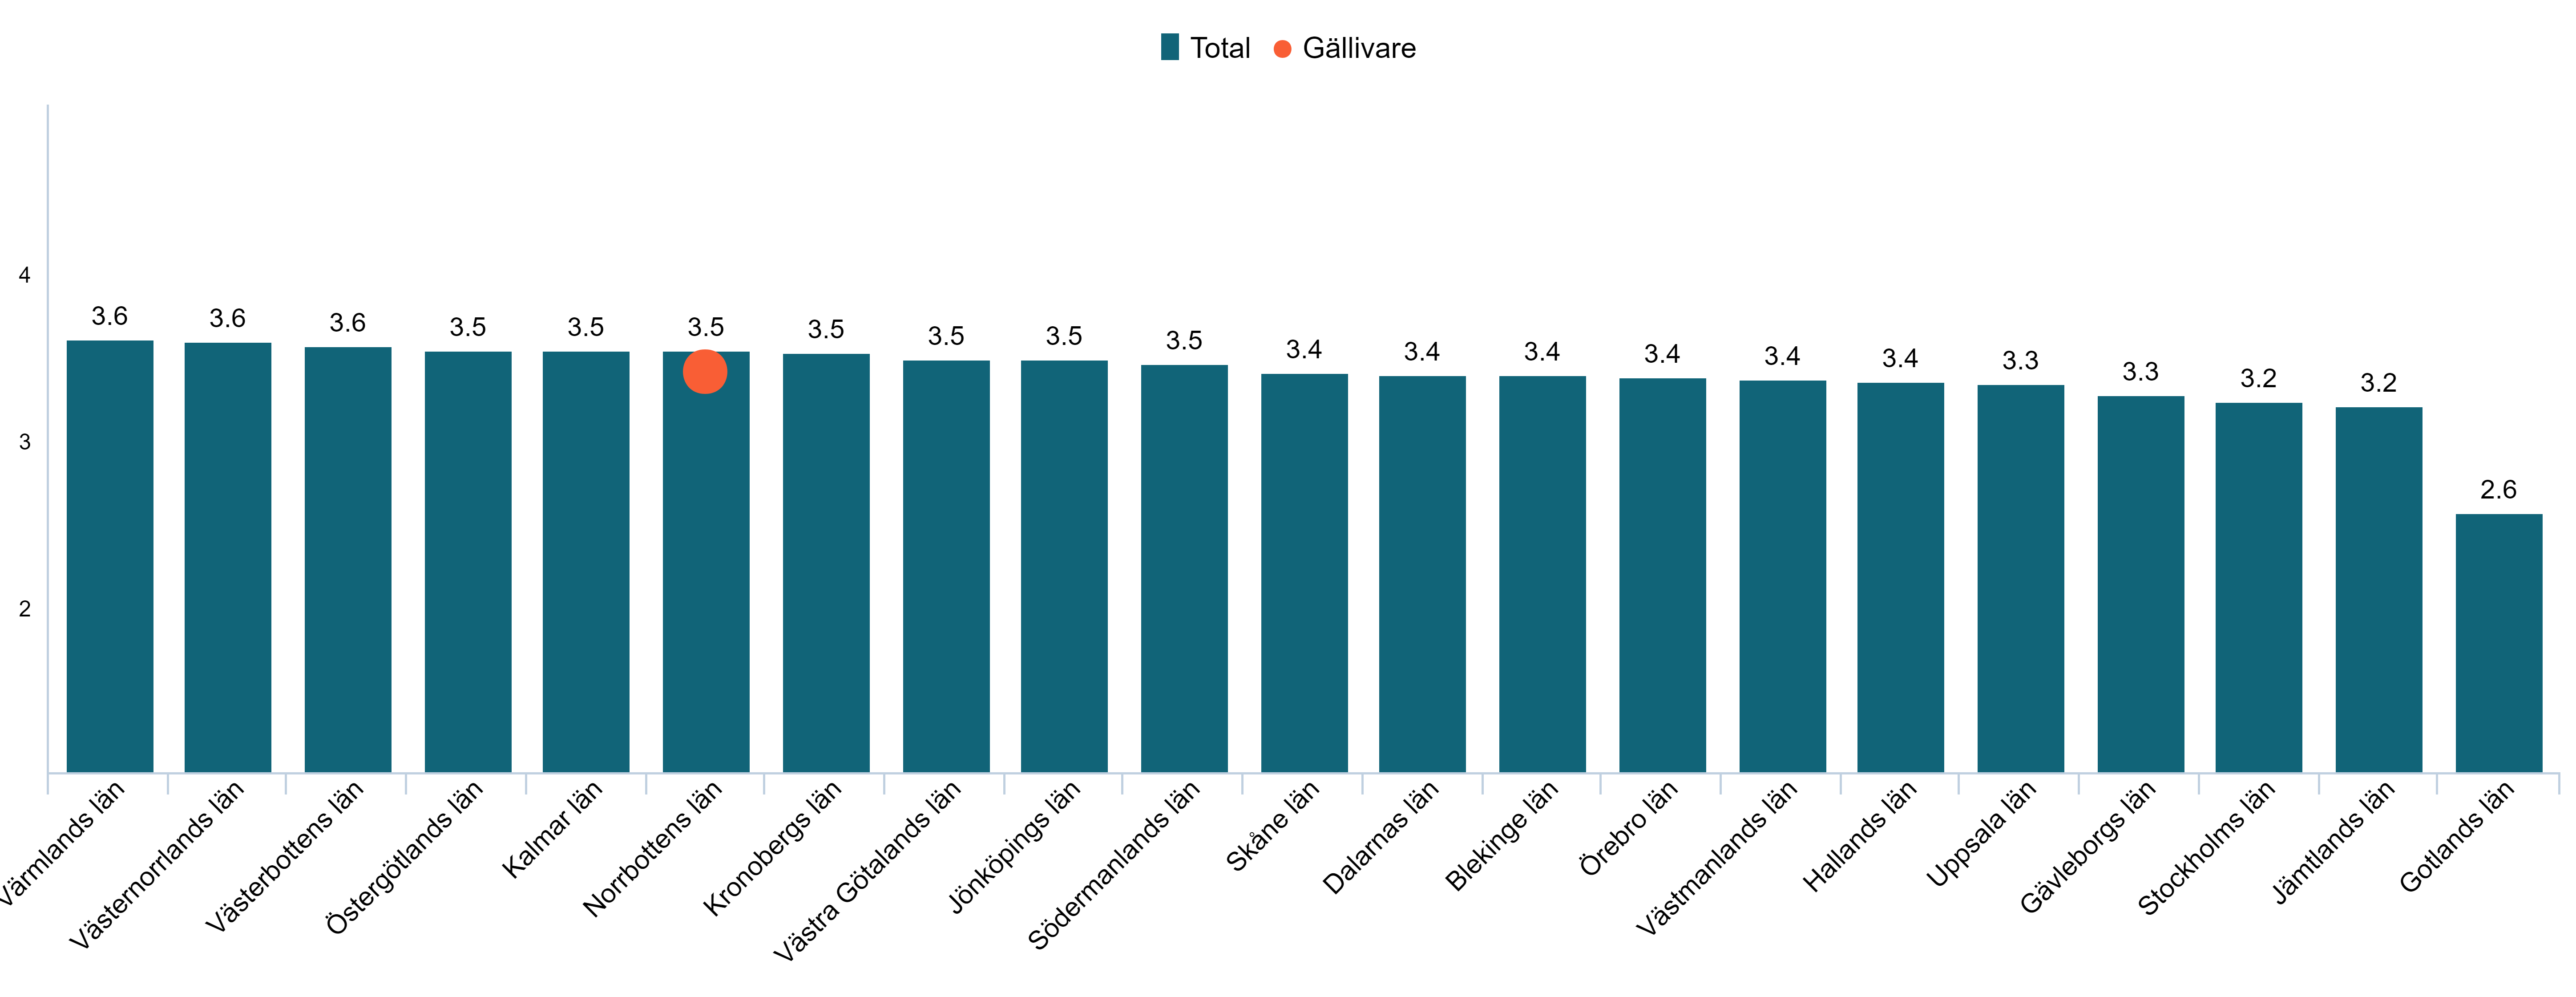 Total Gällivare
4
3
2
3.6 3.6 3.6 3.5 3.5 3.5 3.5 3.5 3.5 3.5 3.4 3.4 3.4 3.4 3.4 3.4 3.3 3.3 3.2 3.2 2.6
Värmlands län
Västernorrlands län
Västerbottens län
Östergötlands län
Kalmar län
Norrbottens län
Kronobergs län
Västra Götalands län
Jönköpings län
Södermanlands län
Skåne län
Dalarnas län
Blekinge län
Örebro län
Västmanlands län
Hallands län
Uppsala län
Gävleborgs län
Stockholms län
Jämtlands län
Gotlands län